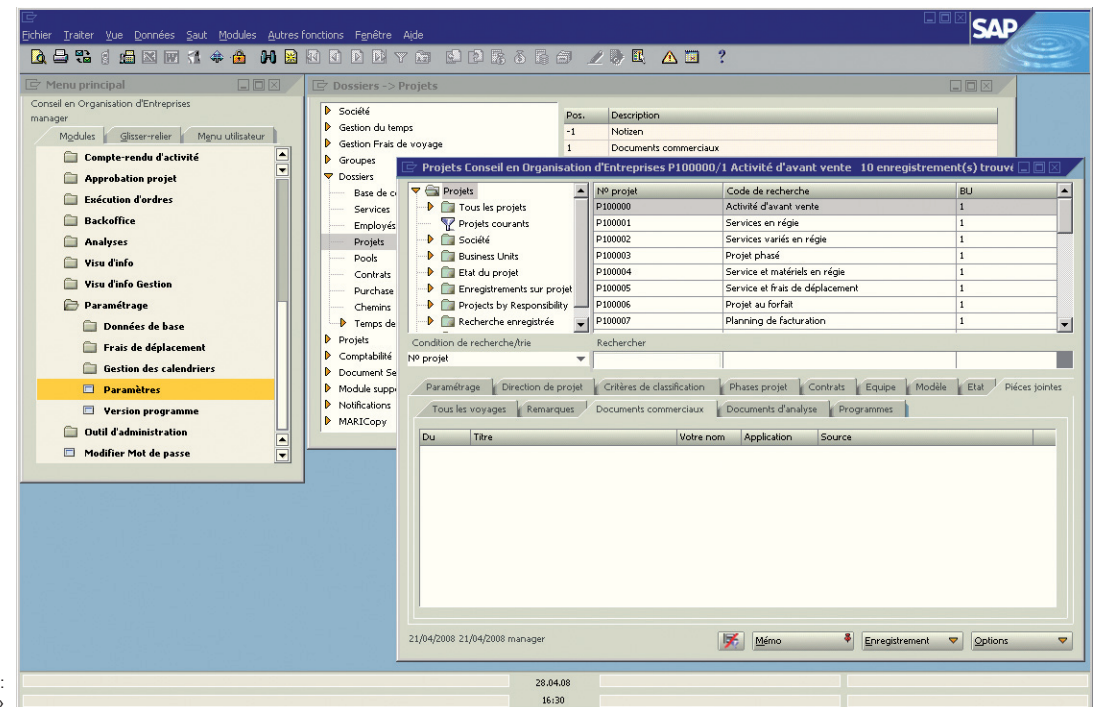 Fichier Traiter Vue Données Saut Modules Autres fonctions Fenêtre Ajde
SAP
Menu principal
Conseil en Organisation d'Entreprises
manager
Modules Glisser-relier Menu utilisateur
Compte-rendu d'activité
Approbation projet
Exécution d'ordres
Backoffice
Analyses
Visu d'info
Visu d'info Gestion
Paramétrage
Données de base
Frais de déplacement
Gestion des calendriers
Paramètres
Version programme
Outil d'administration
Modifier Mot de passe
Dossiers -> Projets
Société
Gestion du temps
Gestion Frais de voyage
Groupes
Dossiers
Base de c
Services
Employés
Projets
Pools
Contrats
Purchase
Chemins
Temps de
Projets
Comptabilité
Document Se
Module supp
Notifications
MARICopy
Pos. Description
-1 Notizen
1 Documents commerciaux
Projets Conseil en Organisation d'Entreprises P100000/1 Activité d'avant vente 10 enregistrement(s) trouvé
Projets
Tous les projets
Projets courants
Société
Business Units
Etat du projet
Enregistrements sur projet
Projects by Responsibility
Recherche enregistrée
Nº projet Code de recherche BU
P100000 Activité d'avant vente 1
P100001 Services en régie 1
P100002 Services variés en régie 1
P100003 Projet phasé 1
P100004 Service et matériels en régie 1
P100005 Service et frais de déplacement 1
P100006 Projet au forfait 1
P100007 Planning de facturation 1
Condition de recherche/trie Rechercher
Nº projet
Paramétrage Direction de projet Critères de classification Phases projet Contrats Equipe Modèle Etat Piéces jointes
Tous les voyages Remarques Documents commerciaux Documents d'analyse Programmes
Du Titre Votre nom Application Source
21/04/2008 21/04/2008 manager
Mémo Enregistrement Options
28.04.08
16:30
:
»